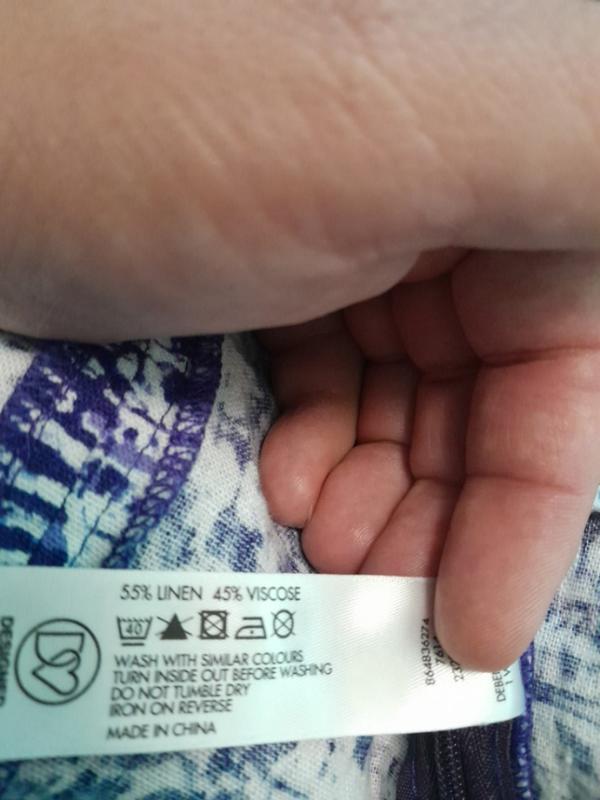 55% LINEN 45% VISCOSE
40
WASH WITH SIMILAR COLOURS
TURN INSIDE OUT BEFORE WASHING
DO NOT TUMBLE DRY
IRON ON REVERSE
MADE IN CHINA
864836274